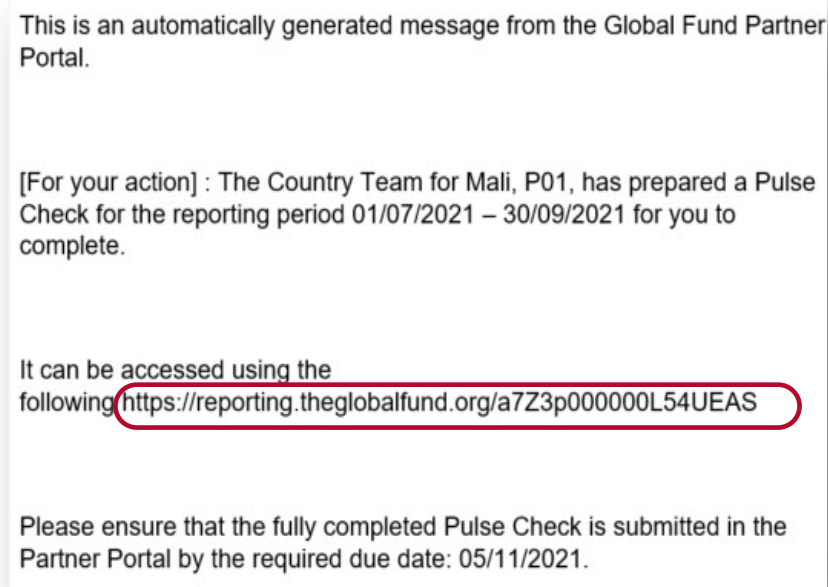 This is an automatically generated message from the Global Fund Partner
Portal.
[For your action] : The Country Team for Mali, P01, has prepared a Pulse
Check for the reporting period 01/07/2021 – 30/09/2021 for you to
complete.
It can be accessed using the
following https://reporting.theglobalfund.org/a7Z3p000000L54UEAS
Please ensure that the fully completed Pulse Check is submitted in the
Partner Portal by the required due date: 05/11/2021.